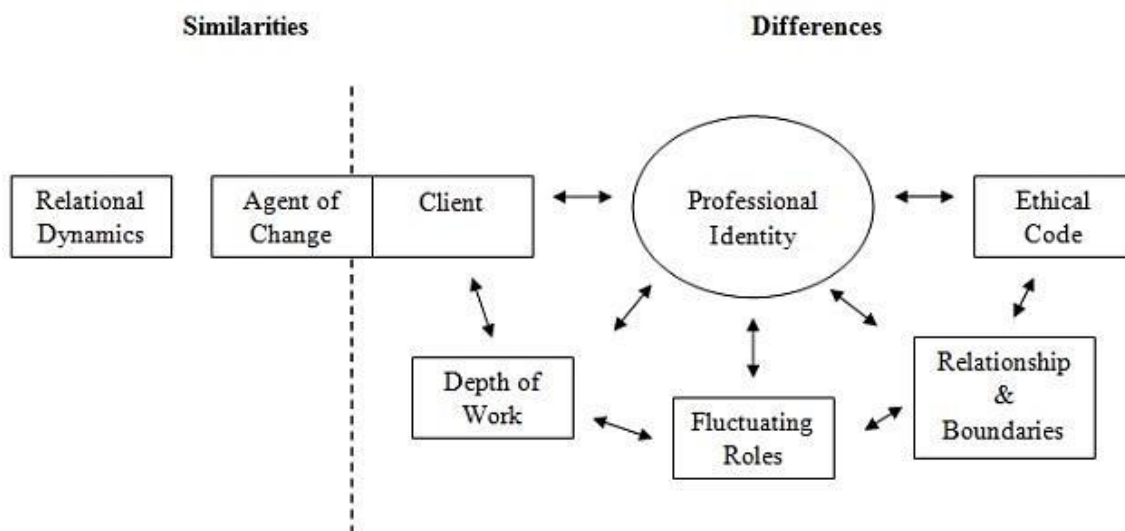 Similarities
Differences
Relational
Dynamics
Agent of
Change
Client
Professional
Identity
Ethical
Code
Depth of
Work
Fluctuating
Roles
Relationship
&
Boundaries